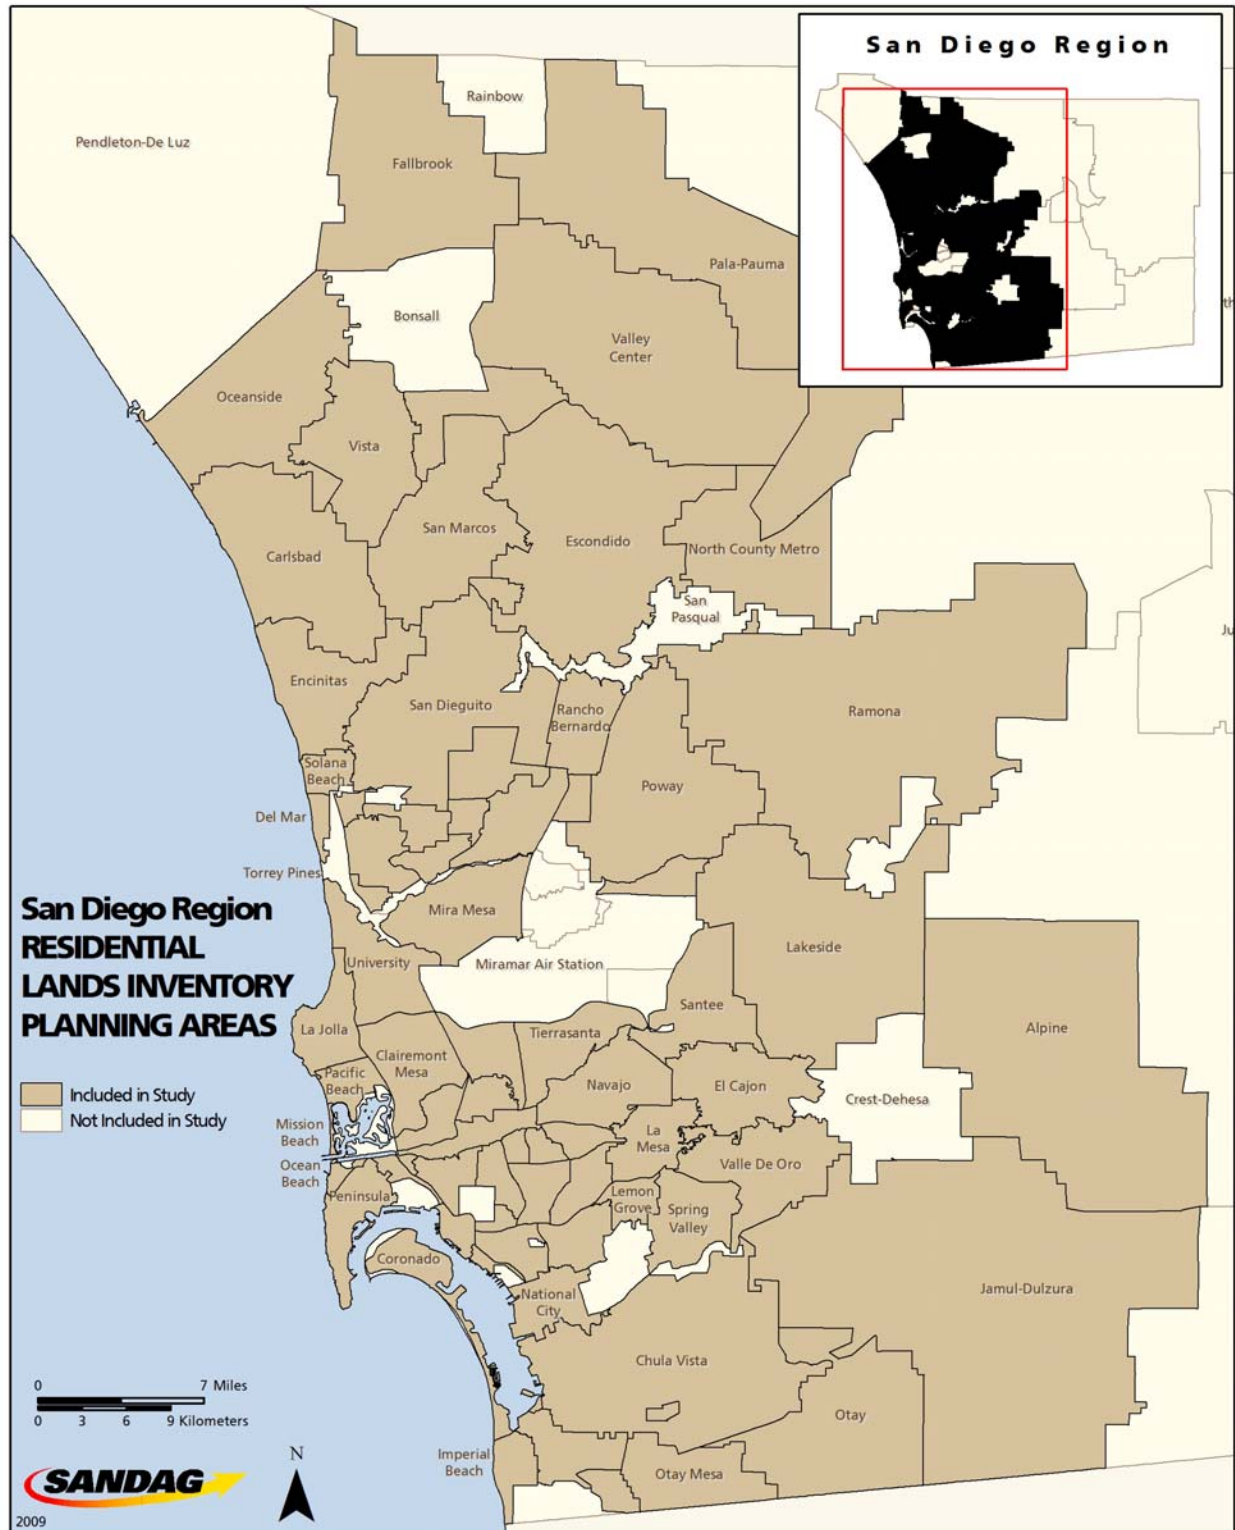 San Diego Region
Rainbow
Pendleton-De Luz
Fallbrook
Pala-Pauma
Bonsall
Valley
Center
Oceanside
Vista
San Marcos
Escondido
North County Metro
Carlsbad
San
Pasqual
Encinitas
San Dieguito
Rancho
Bernardo
Ramona
Solana
Beach
Poway
Del Mar
Torrey Pines
Mira Mesa
San Diego Region
RESIDENTIAL
LANDS INVENTORY
PLANNING AREAS
Lakeside
University
Miramar Air Station
Santee
La Jolla
Tierrasanta
Alpine
Clairemont
Mesa
Pacific
Beach
Navajo
El Cajon
Crest-Dehesa
Included in Study
Not Included in Study
Mission
Beach
La
Mesa
Ocean
Beach
Valle De Oro
Peninsula
Lemon
Grove
Spring
Valley
Coronado
National
City
Jamul-Dulzura
Chula Vista
0 7 Miles
0 3 6 9 Kilometers
Otay
Imperial
Beach
Otay Mesa
N
SANDAG
2009